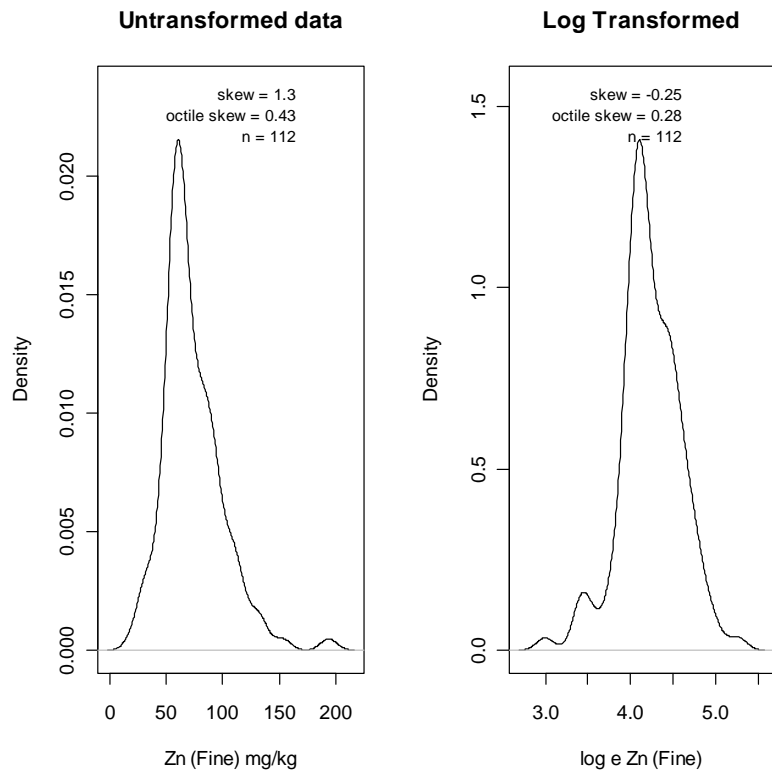 Untransformed data
skew = 1.3
octile skew = 0.43
n = 112
Density
0.020
0.015
0.010
0.005
0.000
0 50 100 150 200
Zn (Fine) mg/kg
Log Transformed
skew = -0.25
octile skew = 0.28
n = 112
Density
1.5
1.0
0.5
0.0
3.0 4.0 5.0
log e Zn (Fine)